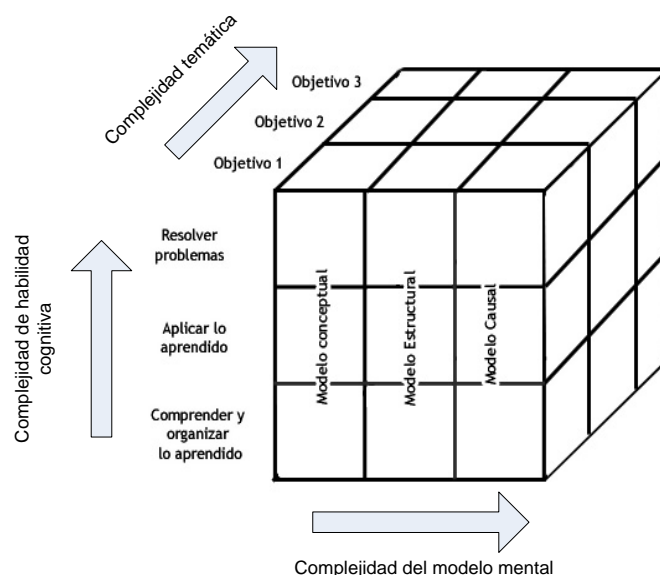 Complejidad temática
Objetivo 3
Objetivo 2
Objetivo 1
Complejidad de habilidad
cognitiva
Resolver
problemas
Aplicar lo
aprendido
Comprender y
organizar
lo aprendido
Modelo conceptual
Modelo Estructural
Modelo Causal
Complejidad del modelo mental